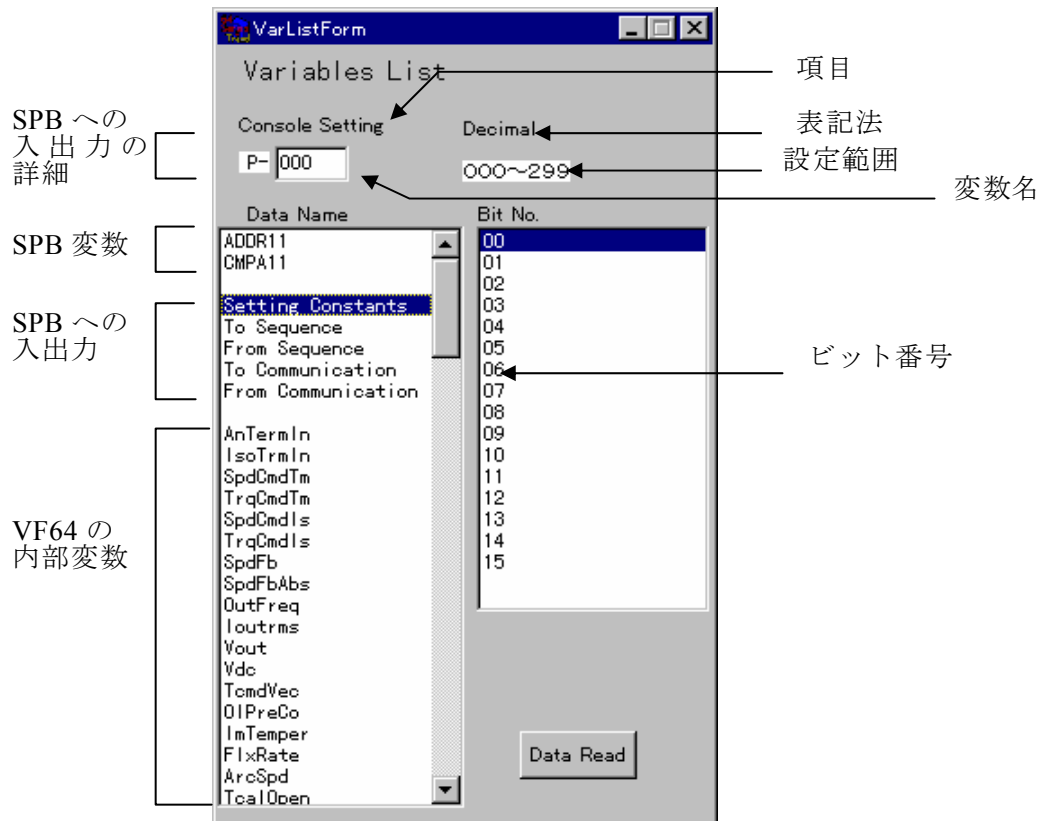 VarListForm
Variables List
項目
SPB への
入出力の
詳細
Console Setting
Decimal
表記法
P- 000
000～299
設定範囲
変数名
Data Name
Bit No.
SPB 変数
ADDR11
CMPA11
SPB への
入出力
Setting Constants
To Sequence
From Sequence
To Communication
From Communication
VF64 の
内部変数
AnTermIn
IsoTrmIn
SpdCmdTm
TrqCmdTm
SpdCmdIs
TrqCmdIs
SpdFb
SpdFbAbs
OutFreq
Ioutrms
Vout
Vdc
TcmdVec
OlPreCo
ImTemper
FlxRate
ArcSpd
TcalOpen
00
01
02
03
04
05
06
07
08
09
10
11
12
13
14
15
ビット番号
Data Read